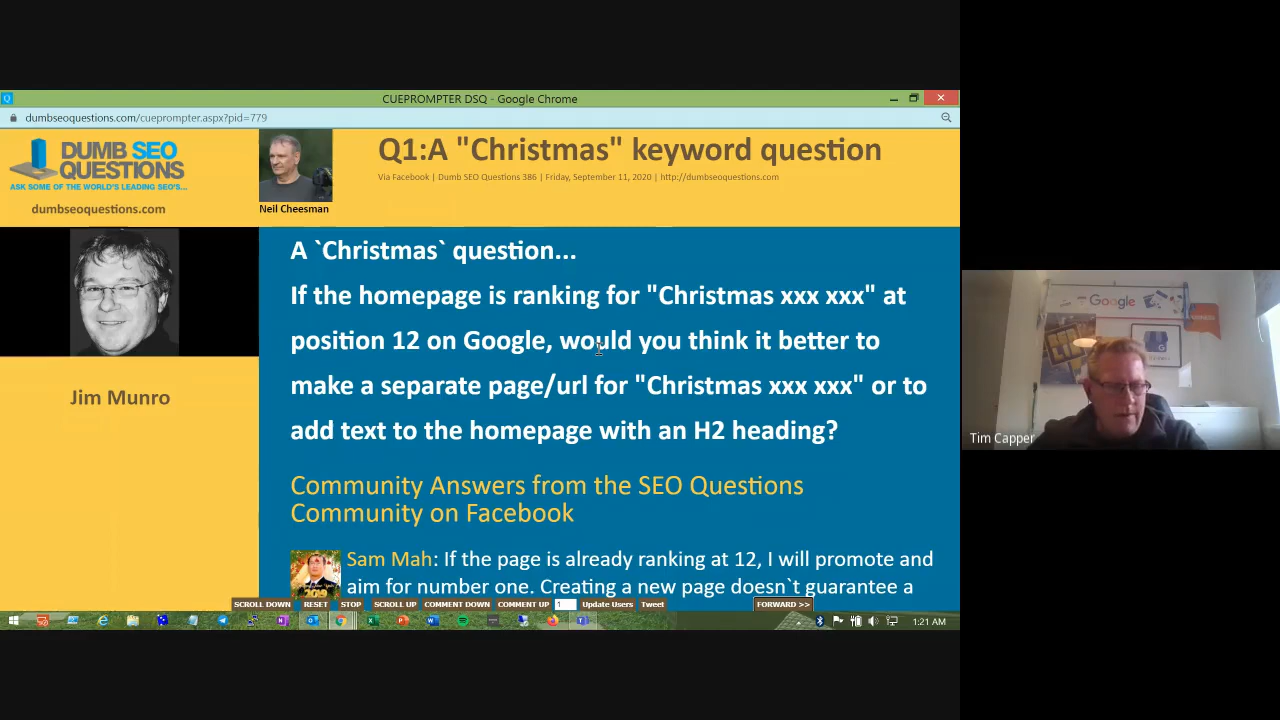 CUEPROMPTER DSQ - Google Chrome
dumbseoquestions.com/cueprompter.aspx?pid=779
DUMB SEO
QUESTIONS
ASK SOME OF THE WORLD'S LEADING SEO'S...
dumbseoquestions.com
Neil Cheesman
Q1:A "Christmas" keyword question
Via Facebook | Dumb SEO Questions 386 | Friday, September 11, 2020 | http://dumbseoquestions.com
Jim Munro
A `Christmas` question...
If the homepage is ranking for "Christmas xxx xxx" at
position 12 on Google, would you think it better to
make a separate page/url for "Christmas xxx xxx" or to
add text to the homepage with an H2 heading?
Community Answers from the SEO Questions
Community on Facebook
Sam Mah: If the page is already ranking at 12, I will promote and
aim for number one. Creating a new page doesn`t guarantee a
SCROLL DOWN RESET STOP SCROLL UP COMMENT DOWN COMMENT UP 1 Update Users Tweet FORWARD >>
1:21 AM
Google
Tim Capper